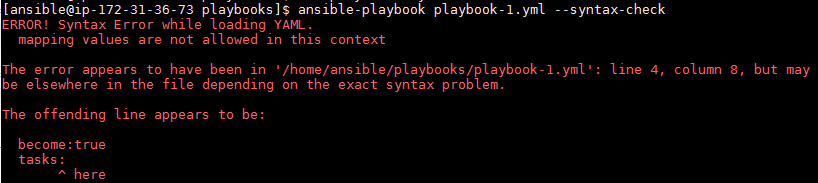 [ansible@ip-172-31-36-73 playbooks]$ ansible-playbook playbook-1.yml --syntax-check
ERROR! Syntax Error while loading YAML.
  mapping values are not allowed in this context

The error appears to have been in '/home/ansible/playbooks/playbook-1.yml': line 4, column 8, but may
be elsewhere in the file depending on the exact syntax problem.

The offending line appears to be:

  become:true
  tasks:
       ^ here